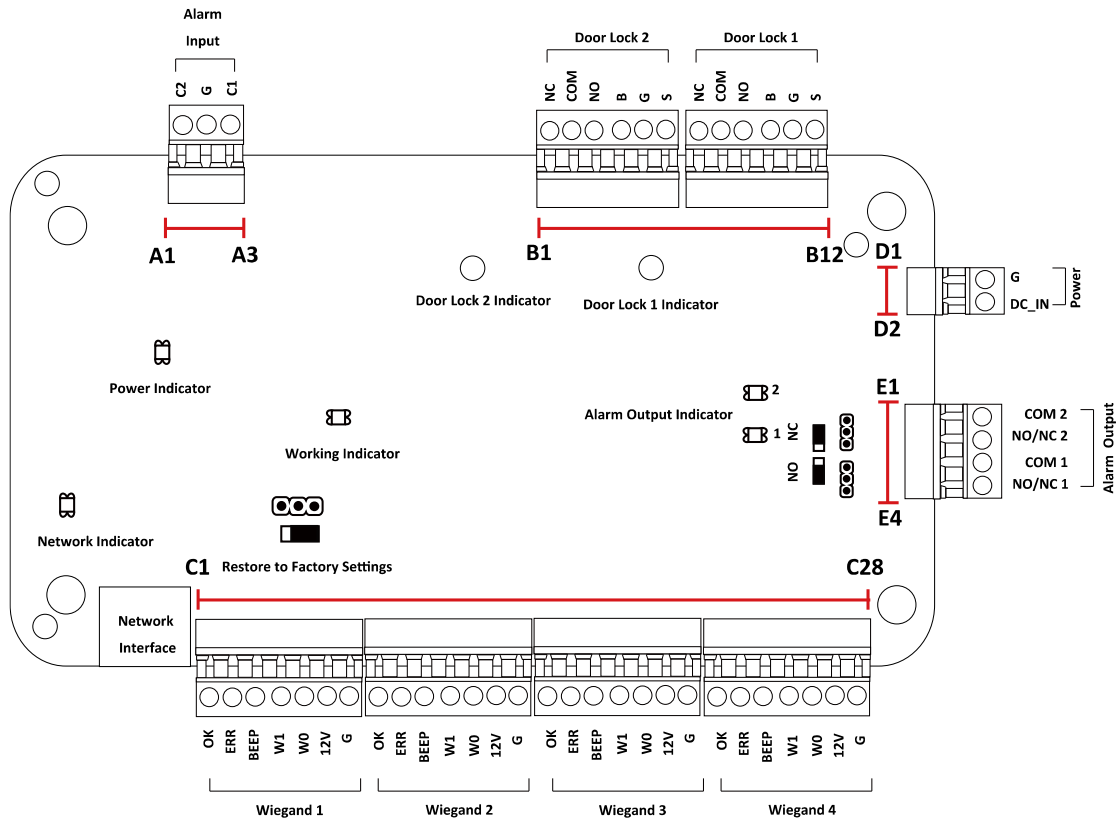 Alarm
Input
C2 G C1
Door Lock 2
NC COM NO B G S
Door Lock 1
NC COM NO B G S
A1 A3
B1 B12
D1
D2
G
DC_IN
Power
Door Lock 2 Indicator
Door Lock 1 Indicator
Power Indicator
Working Indicator
Network Indicator
Restore to Factory Settings
Alarm Output Indicator
2
1
NC
NO
E1
E4
COM 2
NO/NC 2
COM 1
NO/NC 1
Alarm Output
C1 C28
Network
Interface
OK ERR BEEP W1 W0 12V G
OK ERR BEEP W1 W0 12V G
OK ERR BEEP W1 W0 12V G
OK ERR BEEP W1 W0 12V G
Wiegand 1
Wiegand 2
Wiegand 3
Wiegand 4